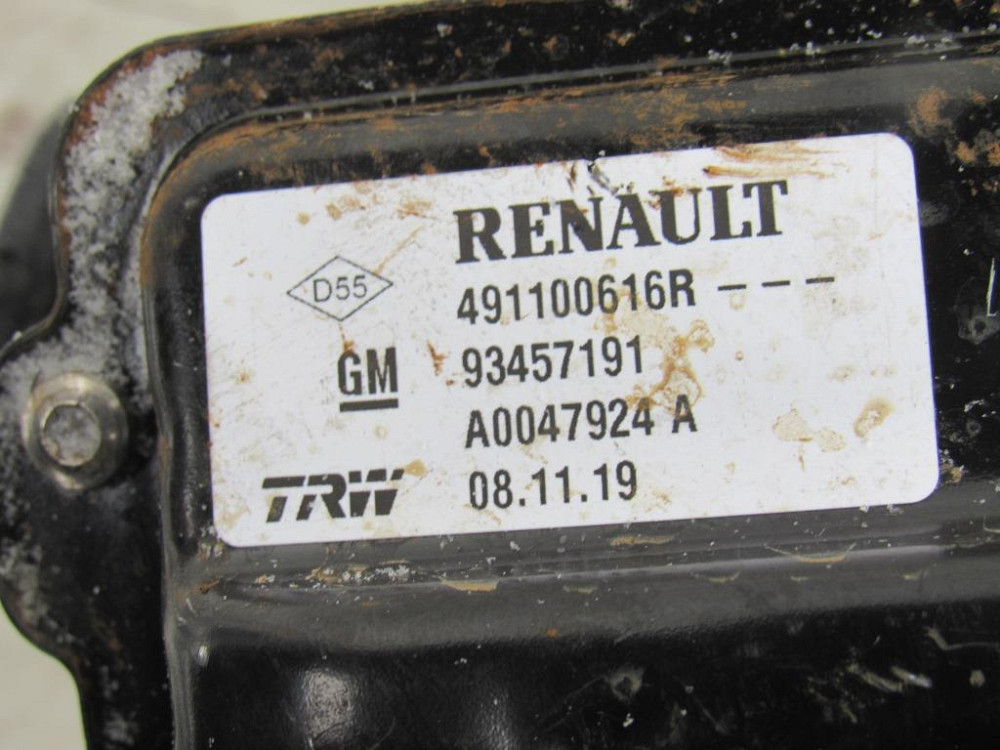 RENAULT
D55 491100616R ---
GM 93457191
A0047924 A
TRW 08.11.19